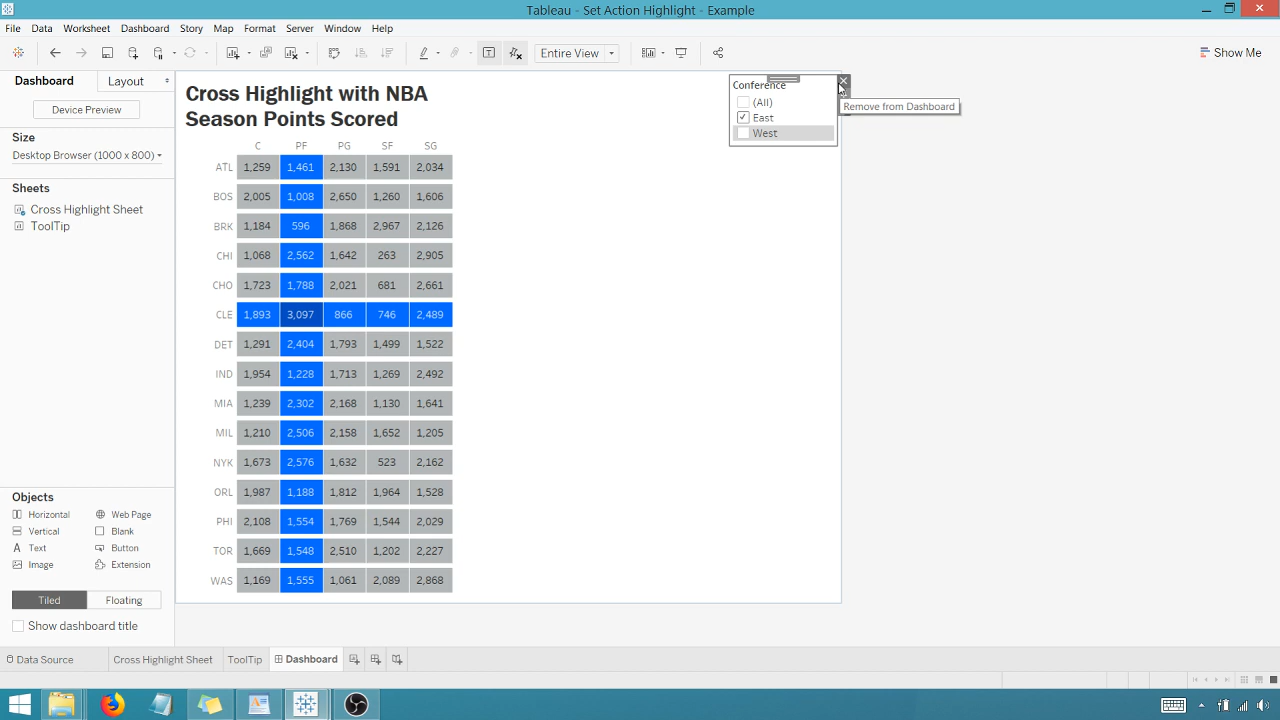 Tableau - Set Action Highlight - Example
File Data Worksheet Dashboard Story Map Format Server Window Help
Entire View
Show Me
Dashboard Layout
Device Preview
Size
Desktop Browser (1000 x 800)
Sheets
Cross Highlight Sheet
ToolTip
Objects
Horizontal Web Page
Vertical Blank
Text Button
Image Extension
Tiled Floating
Show dashboard title
Cross Highlight with NBA
Season Points Scored
C PF PG SF SG
ATL 1,259 1,461 2,130 1,591 2,034
BOS 2,005 1,008 2,650 1,260 1,606
BRK 1,184 596 1,868 2,967 2,126
CHI 1,068 2,562 1,642 263 2,905
CHO 1,723 1,788 2,021 681 2,661
CLE 1,893 3,097 866 746 2,489
DET 1,291 2,404 1,793 1,499 1,522
IND 1,954 1,228 1,713 1,269 2,492
MIA 1,239 2,302 2,168 1,130 1,641
MIL 1,210 2,506 2,158 1,652 1,205
NYK 1,673 2,576 1,632 523 2,162
ORL 1,987 1,188 1,812 1,964 1,528
PHI 2,108 1,554 1,769 1,544 2,029
TOR 1,669 1,548 2,510 1,202 2,227
WAS 1,169 1,555 1,061 2,089 2,868
Conference
(All)
East
West
Remove from Dashboard
Data Source Cross Highlight Sheet ToolTip Dashboard